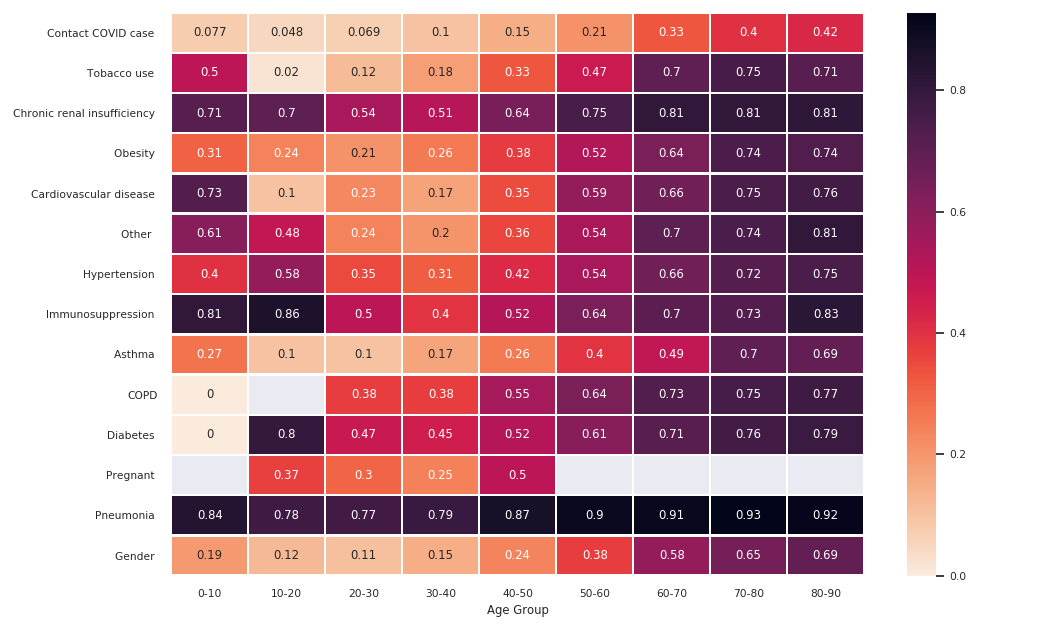 Contact COVID case 0.077 0.048 0.069 0.1 0.15 0.21 0.33 0.4 0.42
Tobacco use 0.5 0.02 0.12 0.18 0.33 0.47 0.7 0.75 0.71
Chronic renal insufficiency 0.71 0.7 0.54 0.51 0.64 0.75 0.81 0.81 0.81
Obesity 0.31 0.24 0.21 0.26 0.38 0.52 0.64 0.74 0.74
Cardiovascular disease 0.73 0.1 0.23 0.17 0.35 0.59 0.66 0.75 0.76
Other 0.61 0.48 0.24 0.2 0.36 0.54 0.7 0.74 0.81
Hypertension 0.4 0.58 0.35 0.31 0.42 0.54 0.66 0.72 0.75
Immunosuppression 0.81 0.86 0.5 0.4 0.52 0.64 0.7 0.73 0.83
Asthma 0.27 0.1 0.1 0.17 0.26 0.4 0.49 0.7 0.69
COPD 0 0.38 0.38 0.55 0.64 0.73 0.75 0.77
Diabetes 0 0.8 0.47 0.45 0.52 0.61 0.71 0.76 0.79
Pregnant 0.37 0.3 0.25 0.5
Pneumonia 0.84 0.78 0.77 0.79 0.87 0.9 0.91 0.93 0.92
Gender 0.19 0.12 0.11 0.15 0.24 0.38 0.58 0.65 0.69
0-10 10-20 20-30 30-40 40-50 50-60 60-70 70-80 80-90
Age Group
0.8
0.6
0.4
0.2
0.0